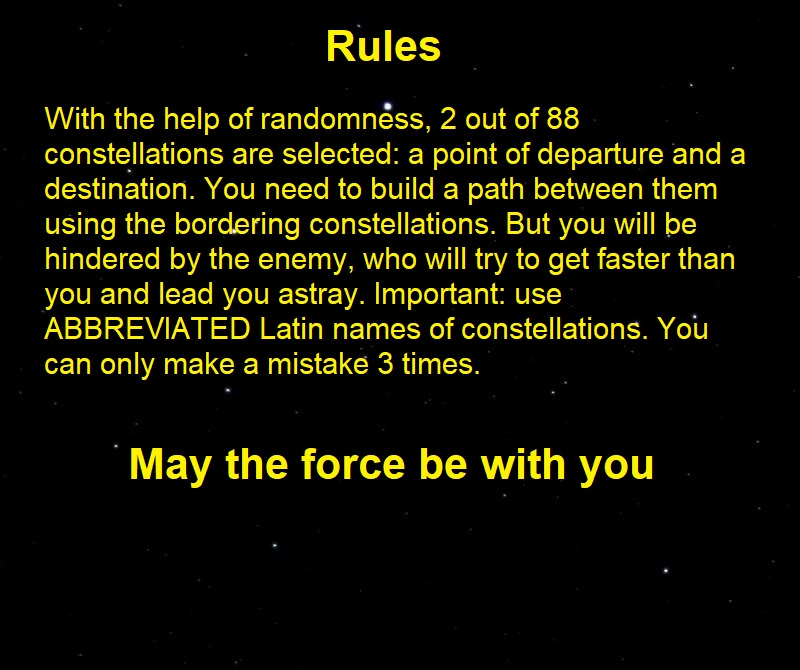 Rules
With the help of randomness, 2 out of 88
constellations are selected: a point of departure and a
destination. You need to build a path between them
using the bordering constellations. But you will be
hindered by the enemy, who will try to get faster than
you and lead you astray. Important: use
ABBREVIATED Latin names of constellations. You
can only make a mistake 3 times.
May the force be with you